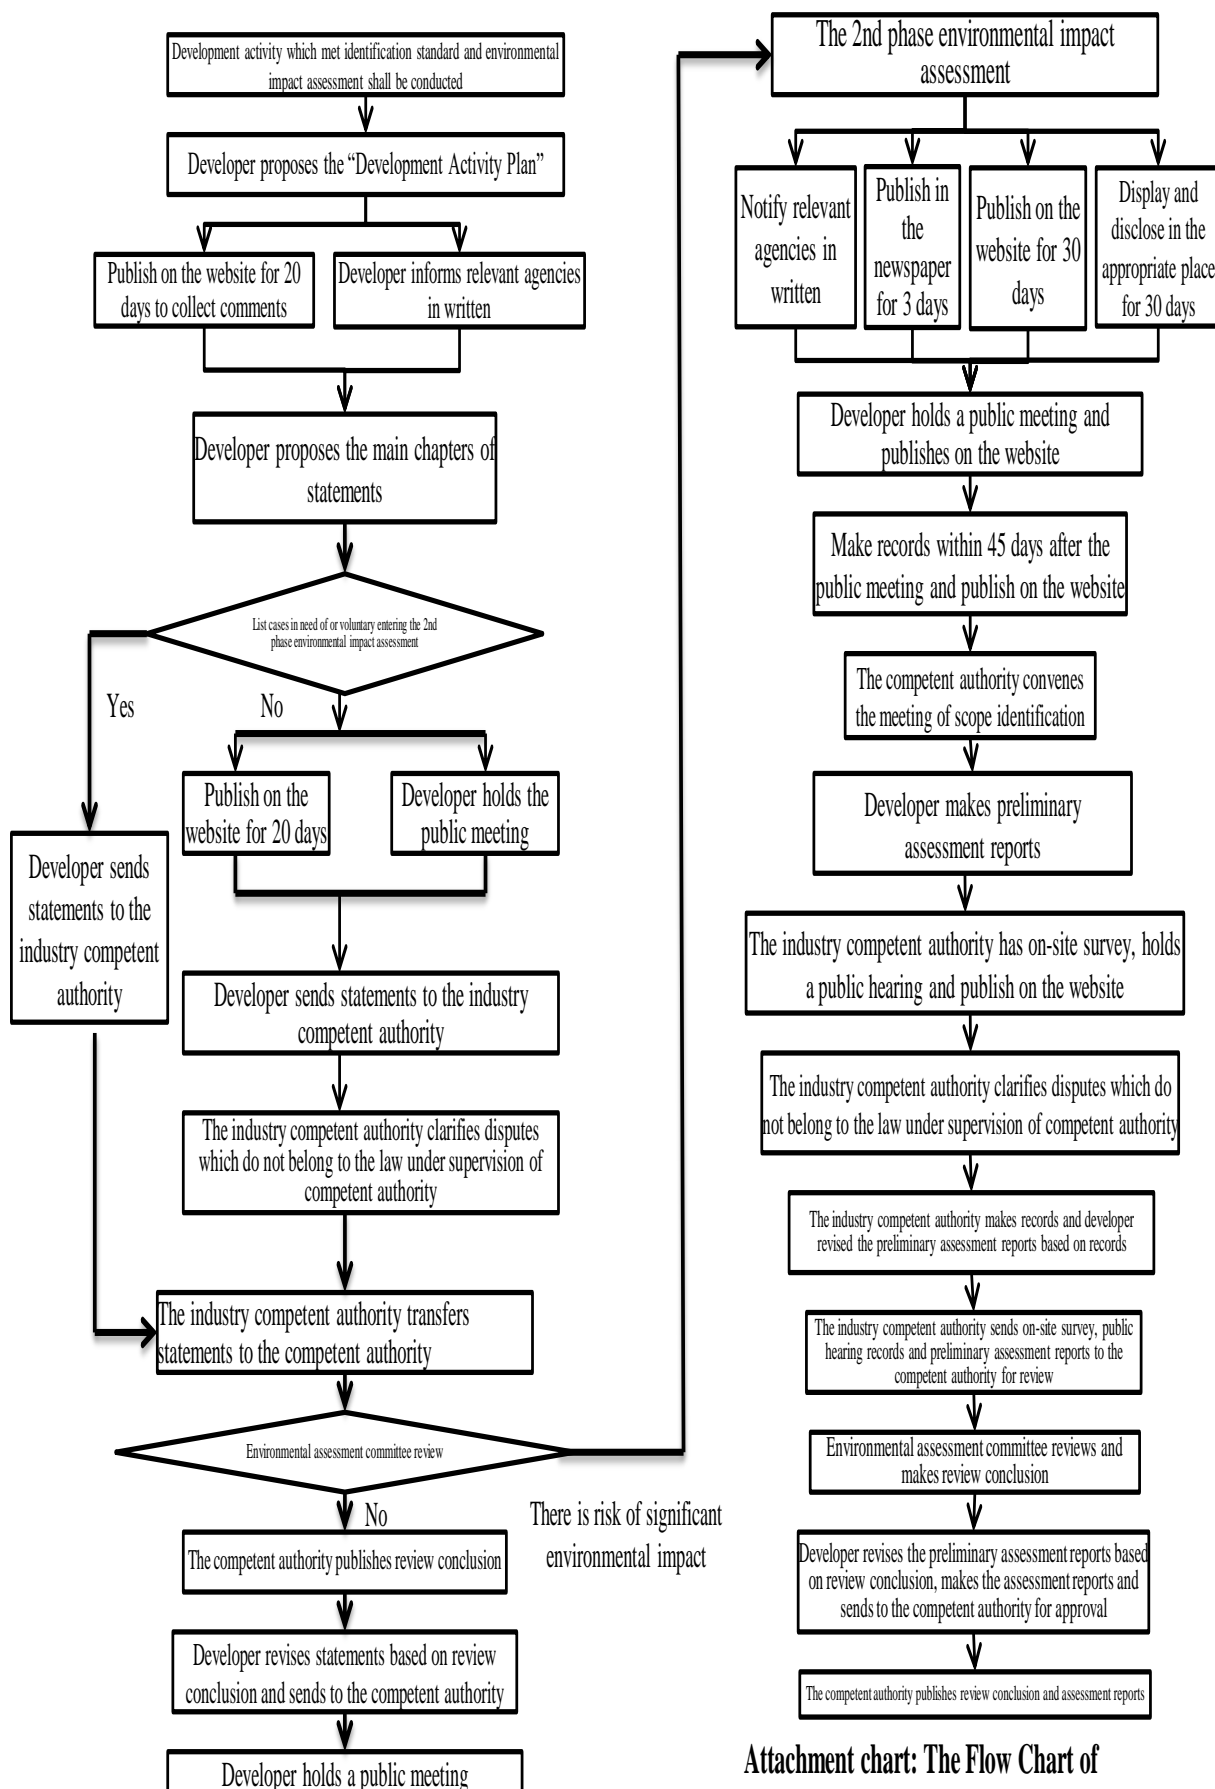 Development activity which met identification standard and environmental
impact assessment shall be conducted
Developer proposes the “Development Activity Plan”
Publish on the website for 20
days to collect comments
Developer informs relevant agencies
in written
Developer proposes the main chapters of
statements
List cases in need of or voluntary entering the 2nd
phase environmental impact assessment
Yes
No
Publish on the
website for 20 days
Developer holds the
public meeting
Developer sends
statements to the
industry competent
authority
Developer sends statements to the industry
competent authority
The industry competent authority clarifies disputes
which do not belong to the law under supervision of
competent authority
The industry competent authority transfers
statements to the competent authority
Environmental assessment committee review
No
There is risk of significant
environmental impact
The competent authority publishes review conclusion
Developer revises statements based on review
conclusion and sends to the competent authority
Developer holds a public meeting
The 2nd phase environmental impact
assessment
Notify relevant
agencies in
written
Publish in
the
newspaper
for 3 days
Publish on the
website for 30
days
Display and
disclose in the
appropriate place
for 30 days
Developer holds a public meeting and
publishes on the website
Make records within 45 days after the
public meeting and publish on the website
The competent authority convenes
the meeting of scope identification
Developer makes preliminary
assessment reports
The industry competent authority has on-site survey, holds
a public hearing and publish on the website
The industry competent authority clarifies disputes which do
not belong to the law under supervision of competent authority
The industry competent authority makes records and developer
revised the preliminary assessment reports based on records
The industry competent authority sends on-site survey, public
hearing records and preliminary assessment reports to the
competent authority for review
Environmental assessment committee reviews and
makes review conclusion
Developer revises the preliminary assessment reports based
on review conclusion, makes the assessment reports and
sends to the competent authority for approval
The competent authority publishes review conclusion and assessment reports
Attachment chart: The Flow Chart of